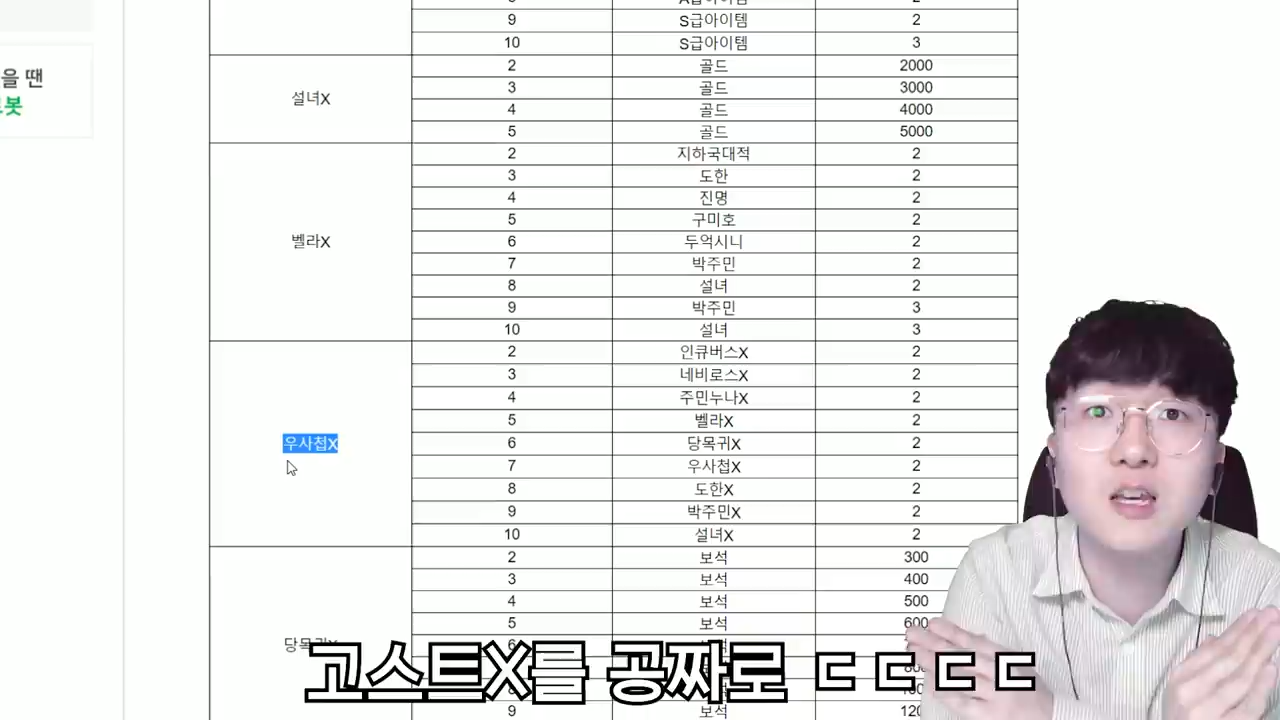 을 땐
봇
9 S급아이템 2
10 S급아이템 3
설녀X
2 골드 2000
3 골드 3000
4 골드 4000
5 골드 5000
벨라X
2 지하국대적 2
3 도한 2
4 진명 2
5 구미호 2
6 두억시니 2
7 박주민 2
8 설녀 2
9 박주민 3
10 설녀 3
우사첩X
2 인큐버스X 2
3 네비로스X 2
4 주민누나X 2
5 벨라X 2
6 당목귀X 2
7 우사첩X 2
8 도한X 2
9 박주민X 2
10 설녀X 2
당목귀X
2 보석 300
3 보석 400
4 보석 500
5 보석 600
9 보석
고스트X를 공짜로 ㄷㄷㄷㄷ